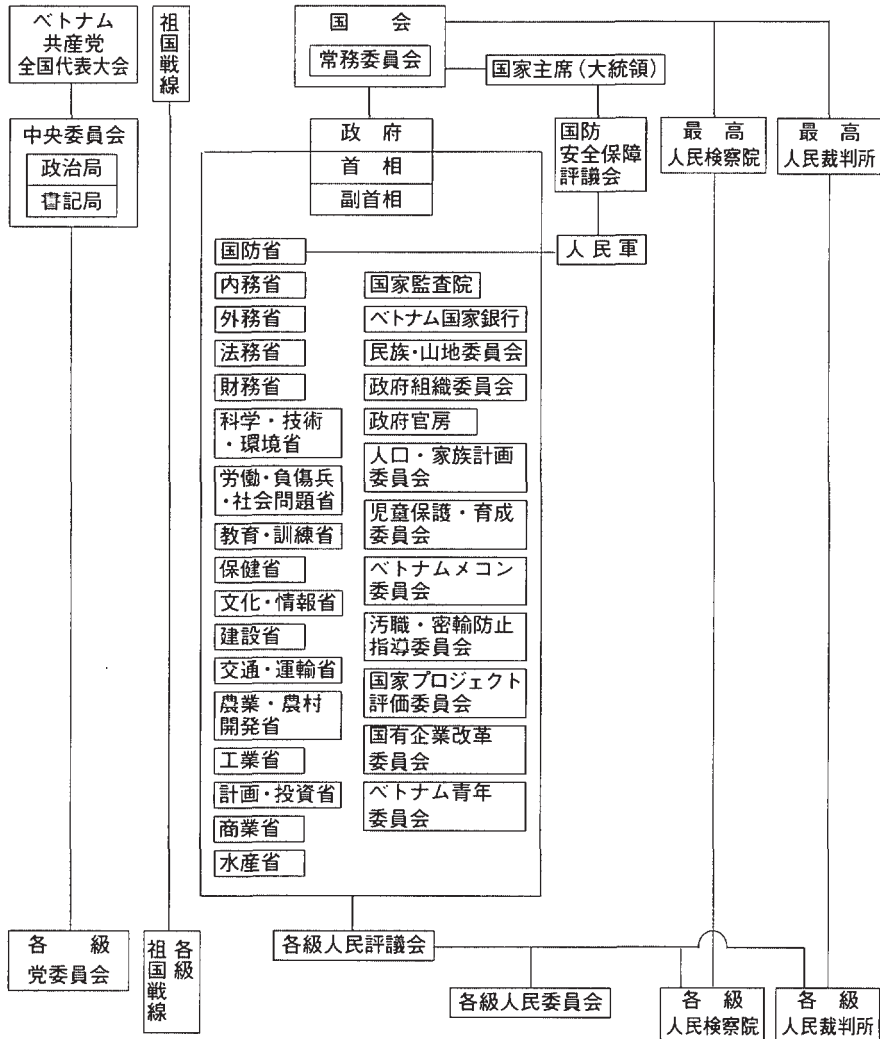 ベトナム
共産党
全国代表大会
祖国戦線
国会
常務委員会
国家主席(大統領)
中央委員会
政治局
書記局
政府
首相
副首相
国防
安全保障
評議会
最高
人民検察院
最高
人民裁判所
国防省
人民軍
内務省
外務省
法務省
財務省
科学・技術
・環境省
労働・負傷兵
・社会問題省
教育・訓練省
保健省
文化・情報省
建設省
交通・運輸省
農業・農村
開発省
工業省
計画・投資省
商業省
水産省
国家監査院
ベトナム国家銀行
民族・山地委員会
政府組織委員会
政府官房
人口・家族計画
委員会
児童保護・育成
委員会
ベトナムメコン
委員会
汚職・密輸防止
指導委員会
国家プロジェクト
評価委員会
国有企業改革
委員会
ベトナム青年
委員会
各級
党委員会
各級
祖国戦線
各級人民評議会
各級人民委員会
各級
人民検察院
各級
人民裁判所